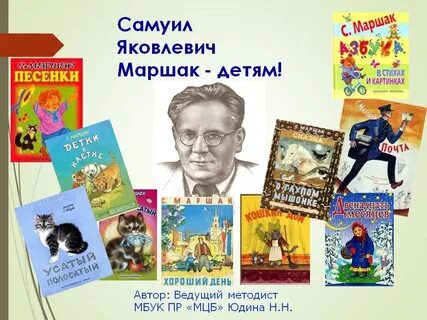 Самуил
Яковлевич
Маршак - детям!
ПЕСЕНКИ
С. Маршак
АЗБУКА
В СТИХАХ
И КАРТИНКАХ
С. МАРШАК
ДЕТКИ
В
КЛЕТКЕ
С. МАРШАК
СКАЗКА
О ГЛУПОМ
МЫШОНКЕ
ПОЧТА
УСАТЫЙ
ПОЛОСАТЫЙ
С. МАРШАК
ХОРОШИЙ ДЕНЬ
КОШКИН ДОМ
Двенадцать
месяцев
Автор: Ведущий методист
МБУК ПР «МЦБ» Юдина Н.Н.